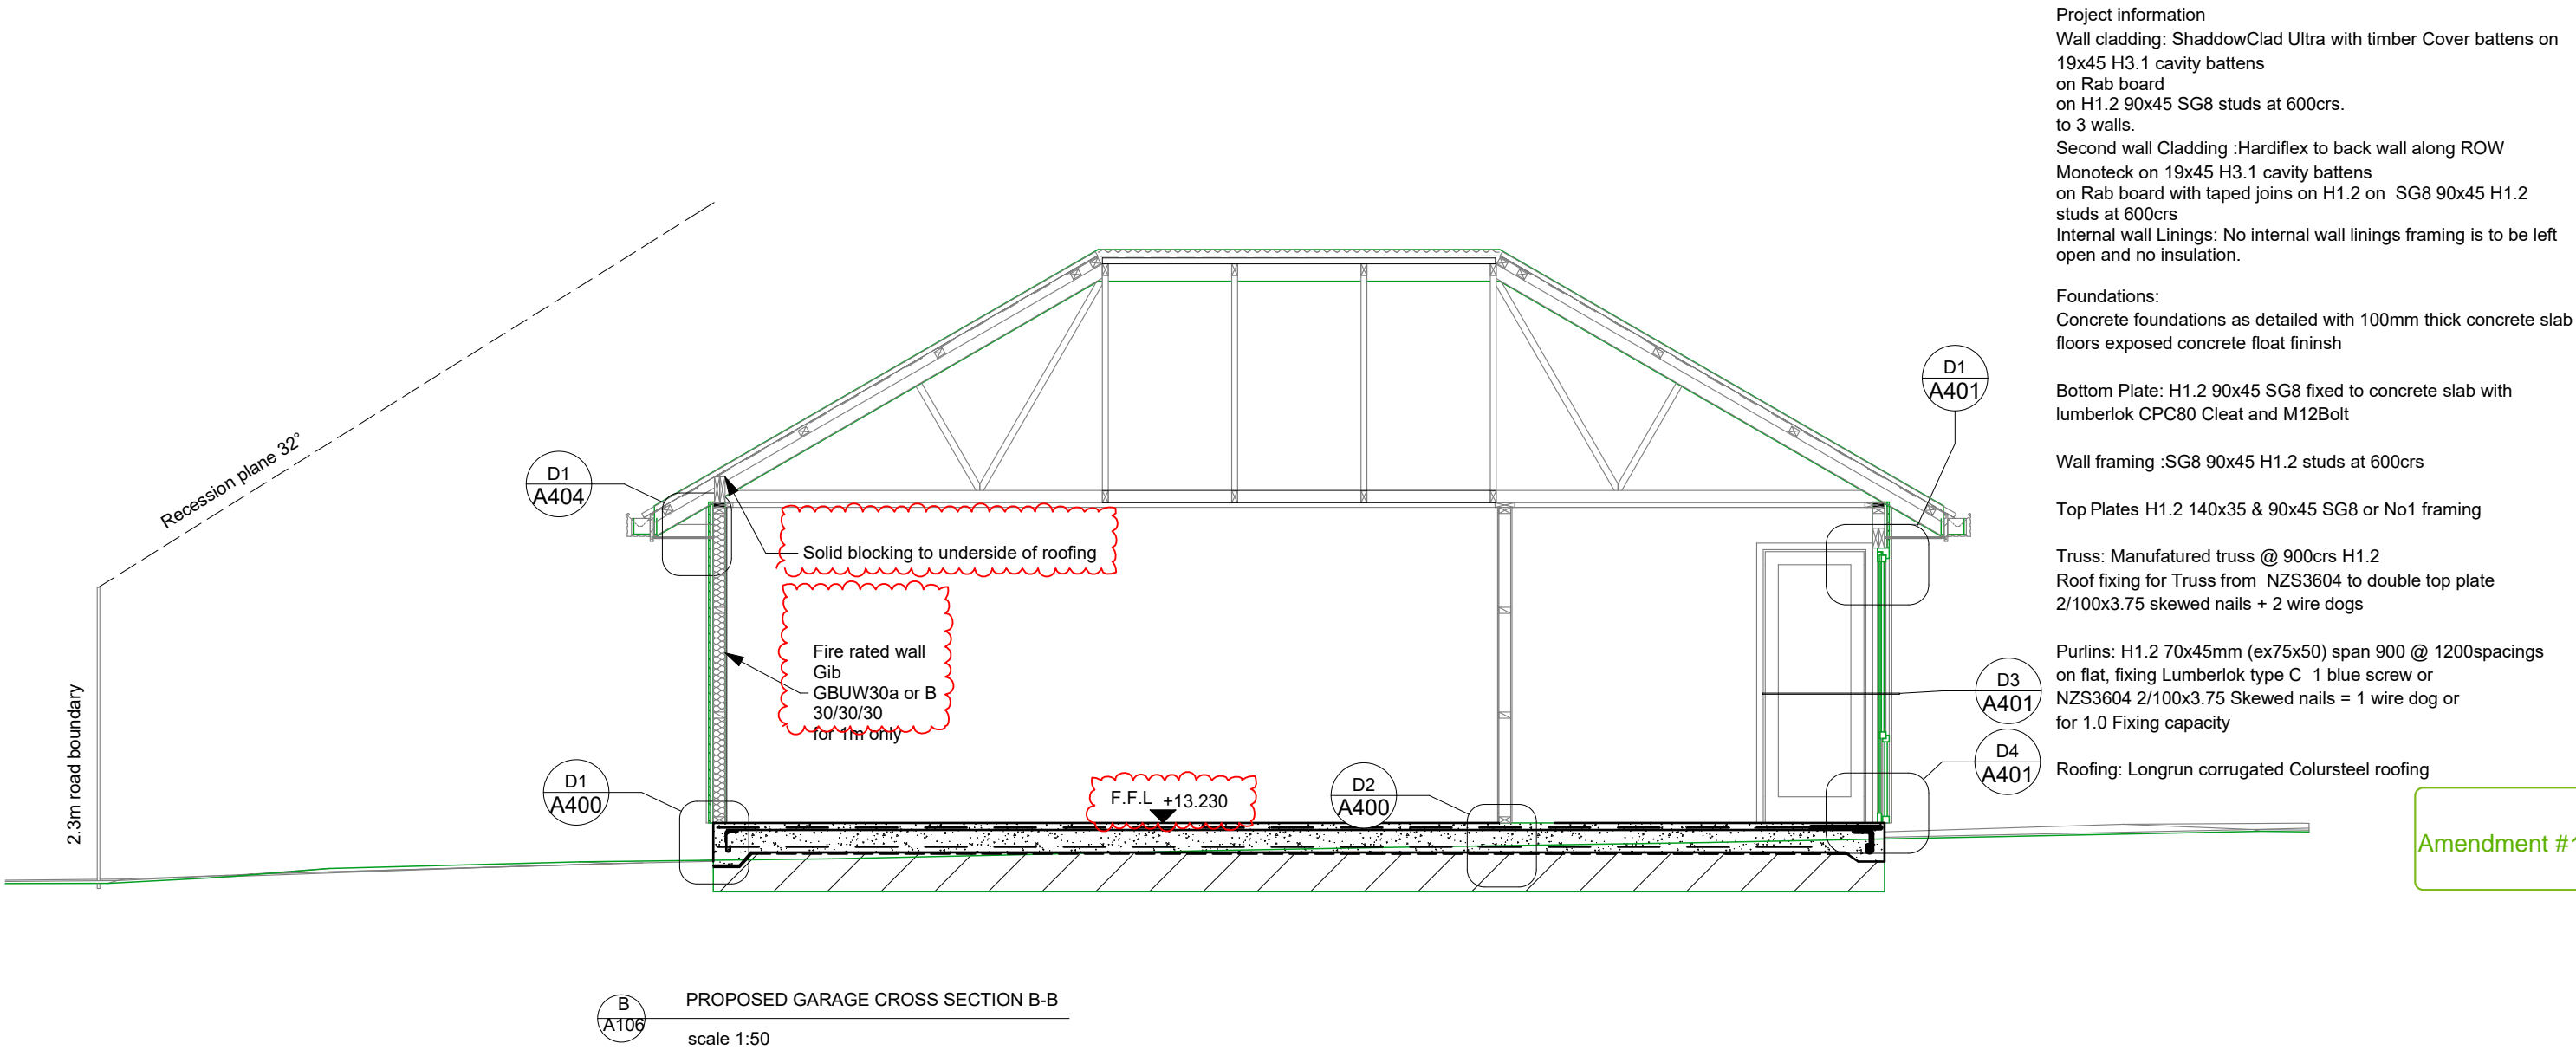 Project information
Wall cladding: ShaddowClad Ultra with timber Cover battens on
19x45 H3.1 cavity battens
on Rab board
on H1.2 90x45 SG8 studs at 600crs.
to 3 walls.
Second wall Cladding :Hardiflex to back wall along ROW
Monoteck on 19x45 H3.1 cavity battens
on Rab board with taped joins on H1.2 on SG8 90x45 H1.2
studs at 600crs
Internal wall Linings: No internal wall linings framing is to be left
open and no insulation.
Foundations:
Concrete foundations as detailed with 100mm thick concrete slab
floors exposed concrete float fininsh
Bottom Plate: H1.2 90x45 SG8 fixed to concrete slab with
lumberlok CPC80 Cleat and M12Bolt
Wall framing :SG8 90x45 H1.2 studs at 600crs
Top Plates H1.2 140x35 & 90x45 SG8 or No1 framing
Truss: Manufatured truss @ 900crs H1.2
Roof fixing for Truss from NZS3604 to double top plate
2/100x3.75 skewed nails + 2 wire dogs
Purlins: H1.2 70x45mm (ex75x50) span 900 @ 1200spacings
on flat, fixing Lumberlok type C 1 blue screw or
NZS3604 2/100x3.75 Skewed nails = 1 wire dog or
for 1.0 Fixing capacity
Roofing: Longrun corrugated Colursteel roofing
Amendment #1
Recession plane 32°
2.3m road boundary
D1
A404
D1
A401
Solid blocking to underside of roofing
Fire rated wall
Gib
GBUW30a or B
30/30/30
for 1m only
D3
A401
D4
A401
D1
A400
F.F.L +13.230
D2
A400
B
A106
PROPOSED GARAGE CROSS SECTION B-B
scale 1:50